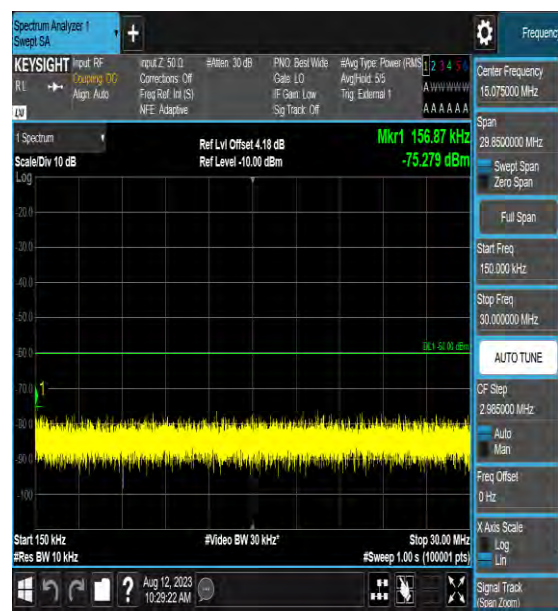 Spectrum Analyzer 1
Swept SA
Frequenc
KEYSIGHT Input: RF Input Z: 50 Ω #Atten: 30 dB PNO: Best Wide #Avg Type: Power (RMS 1 2 3 4 5 6
RL Coupling: DC Corrections: Off Gate: LO Avg|Hold: 5/5 A W W W W W
Align: Auto Freq Ref: Int (S) IF Gain: Low Trig: External 1
LW NFE: Adaptive Sig Track: Off A A A A A A
1 Spectrum
Scale/Div 10 dB
Ref Lvl Offset 4.18 dB
Ref Level -10.00 dBm
Mkr1 156.87 kHz
-75.279 dBm
Log
-20.0
-30.0
-40.0
-50.0
-60.0
-70.0
-80.0
-90.0
-100
1
Start 150 kHz #Video BW 30 kHz* Stop 30.00 MHz
#Res BW 10 kHz #Sweep 1.00 s (100001 pts)
? Aug 12, 2023
10:29:22 AM
Center Frequency
15.075000 MHz
Span
29.8500000 MHz
Swept Span
Zero Span
Full Span
Start Freq
150.000 kHz
Stop Freq
30.000000 MHz
AUTO TUNE
CF Step
2.985000 MHz
Auto
Man
Freq Offset
0 Hz
X Axis Scale
Log
Lin
Signal Track
(Span Zoom)